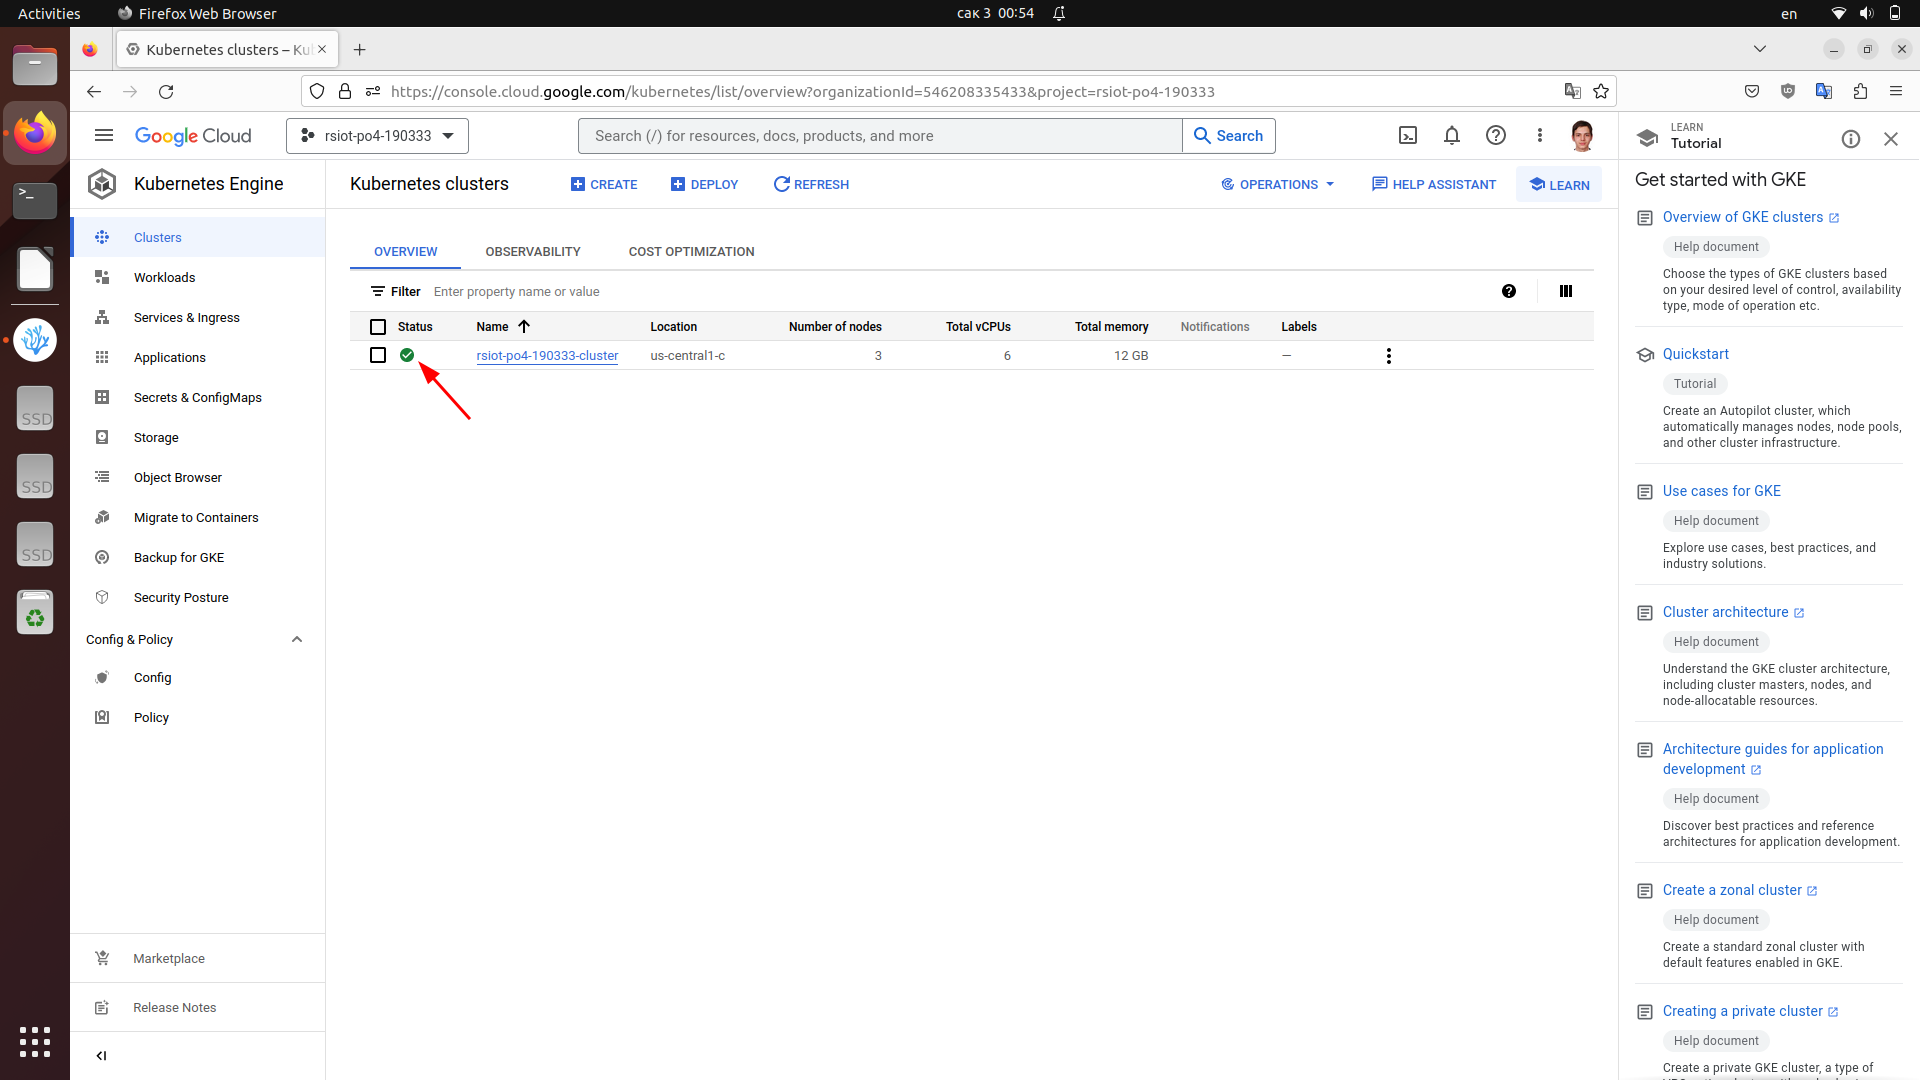 Activities
Firefox Web Browser
сак 3 00:54
en
Kubernetes clusters – Ku
https://console.cloud.google.com/kubernetes/list/overview?organizationId=546208335433&project=rsiot-po4-190333
Google Cloud
rsiot-po4-190333
Search (/) for resources, docs, products, and more
Search
LEARN
Tutorial
Kubernetes Engine
Kubernetes clusters
CREATE
DEPLOY
REFRESH
OPERATIONS
HELP ASSISTANT
LEARN
Clusters
Workloads
Services & Ingress
Applications
Secrets & ConfigMaps
Storage
Object Browser
Migrate to Containers
Backup for GKE
Security Posture
Config & Policy
Config
Policy
Marketplace
Release Notes
SSD
SSD
SSD
OVERVIEW
OBSERVABILITY
COST OPTIMIZATION
Filter Enter property name or value
Status Name Location Number of nodes Total vCPUs Total memory Notifications Labels
rsiot-po4-190333-cluster us-central1-c 3 6 12 GB –
Get started with GKE
Overview of GKE clusters
Help document
Choose the types of GKE clusters based
on your desired level of control, availability
type, mode of operation etc.
Quickstart
Tutorial
Create an Autopilot cluster, which
automatically manages nodes, node pools,
and other cluster infrastructure.
Use cases for GKE
Help document
Explore use cases, best practices, and
industry solutions.
Cluster architecture
Help document
Understand the GKE cluster architecture,
including cluster masters, nodes, and
node-allocatable resources.
Architecture guides for application
development
Help document
Discover best practices and reference
architectures for application development.
Create a zonal cluster
Help document
Create a standard zonal cluster with
default features enabled in GKE.
Creating a private cluster
Help document
Create a private GKE cluster, a type of